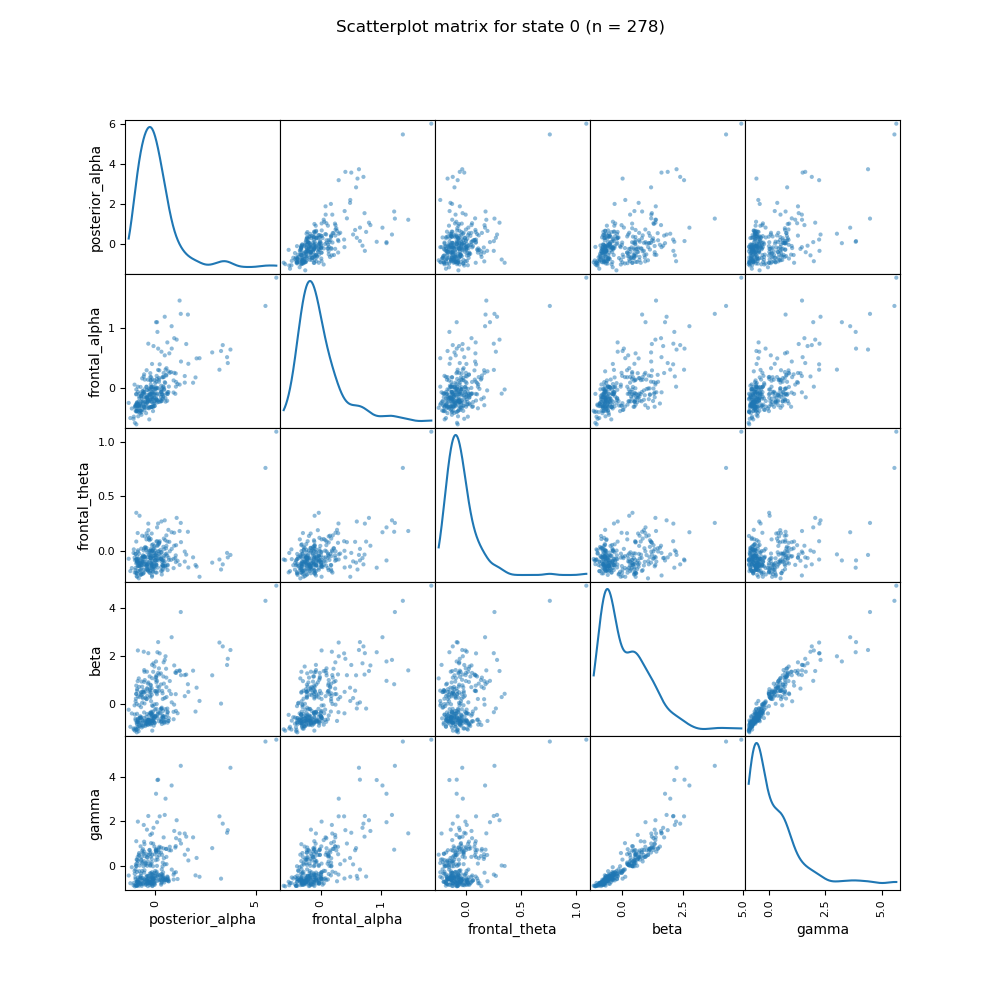 Scatterplot matrix for state 0 (n = 278)
6
4
2
0
posterior_alpha
1
0
frontal_alpha
1.0
0.5
0.0
frontal_theta
4
2
0
beta
4
2
0
gamma
0 5 0 1 0.0 0.5 1.0 0.0 2.5 5.0 0.0 2.5 5.0
posterior_alpha frontal_alpha frontal_theta beta gamma